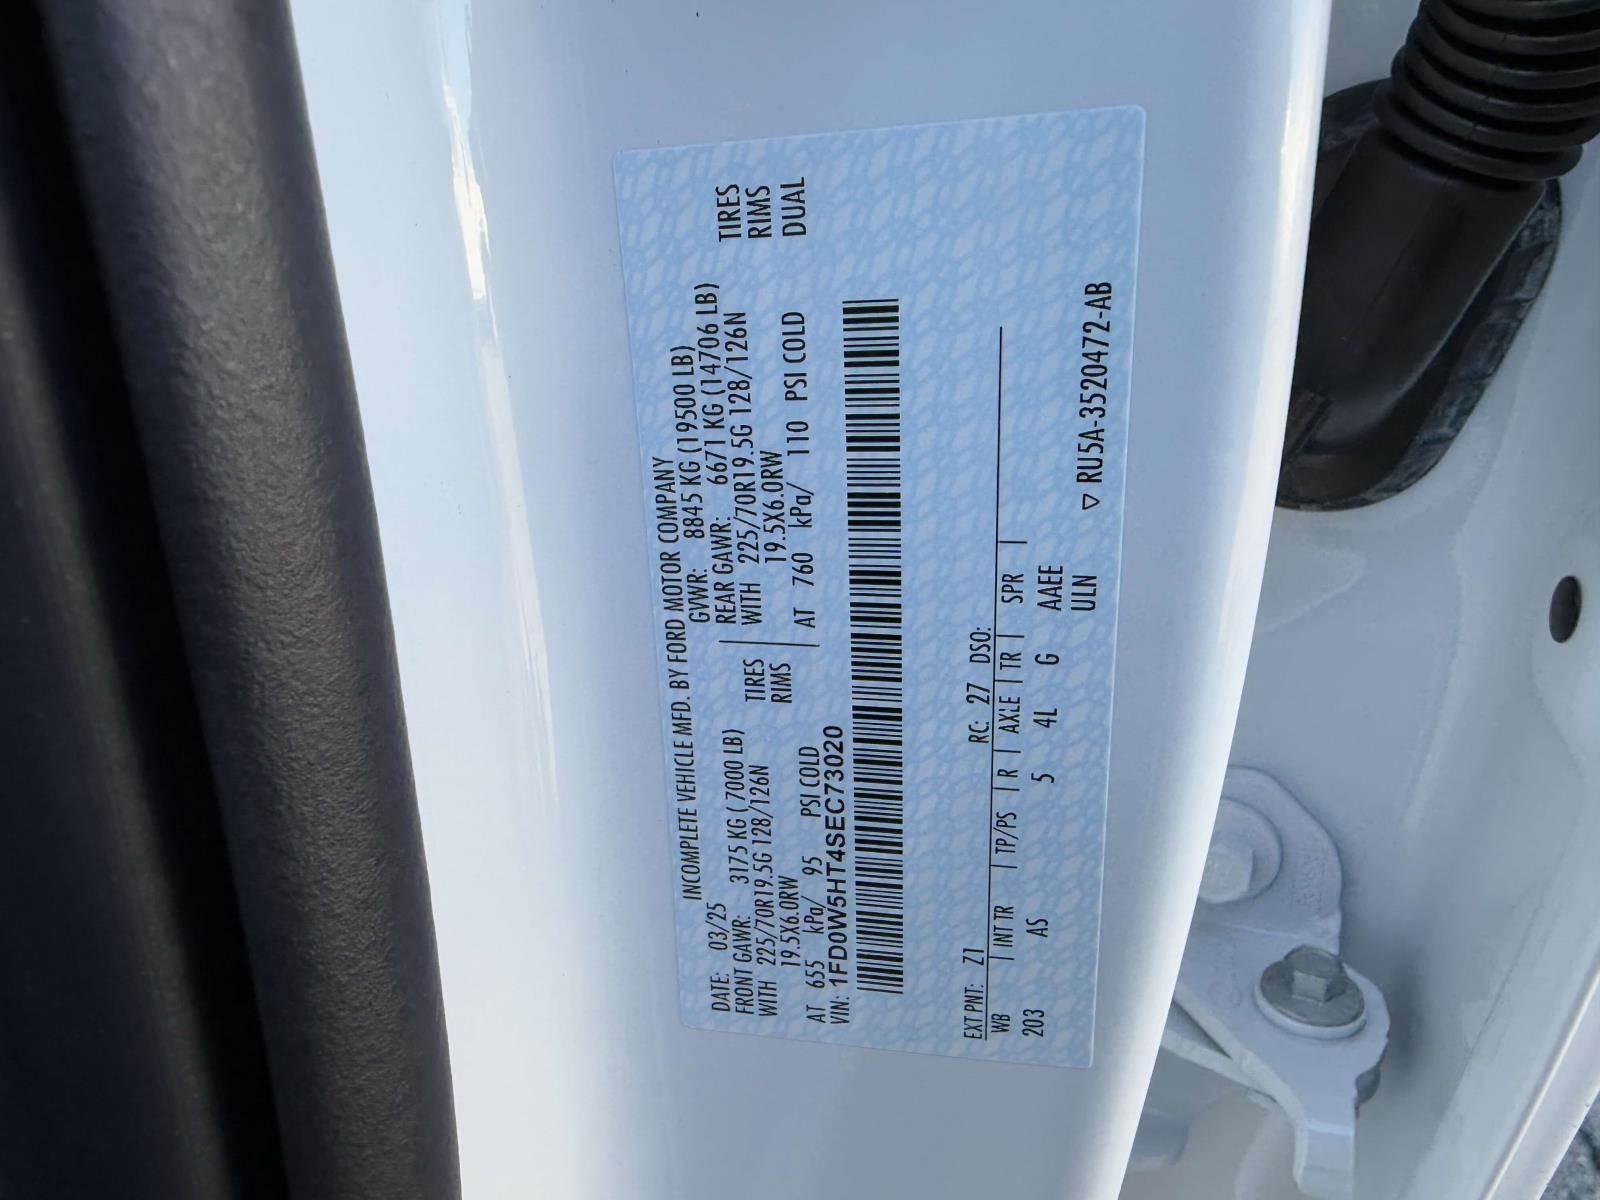 INCOMPLETE VEHICLE MFD. BY FORD MOTOR COMPANY
DATE: 03/25 GVWR: 8845 KG (19500 LB)
FRONT GAWR: 3175 KG ( 7000 LB) REAR GAWR: 6671 KG (14706 LB)
WITH 225/70R19.5G 128/126N TIRES WITH 225/70R19.5G 128/126N TIRES
19.5X6.0RW RIMS 19.5X6.0RW RIMS
AT 655 kPa/ 95 PSI COLD AT 760 kPa/ 110 PSI COLD DUAL
VIN: 1FD0W5HT4SEC73020
EXT PNT: Z1 RC: 27 DSO:
WB INT TR TP/PS R AXLE TR SPR
203 AS 5 4L G AAEE
ULN
▽ RU5A-3520472-AB